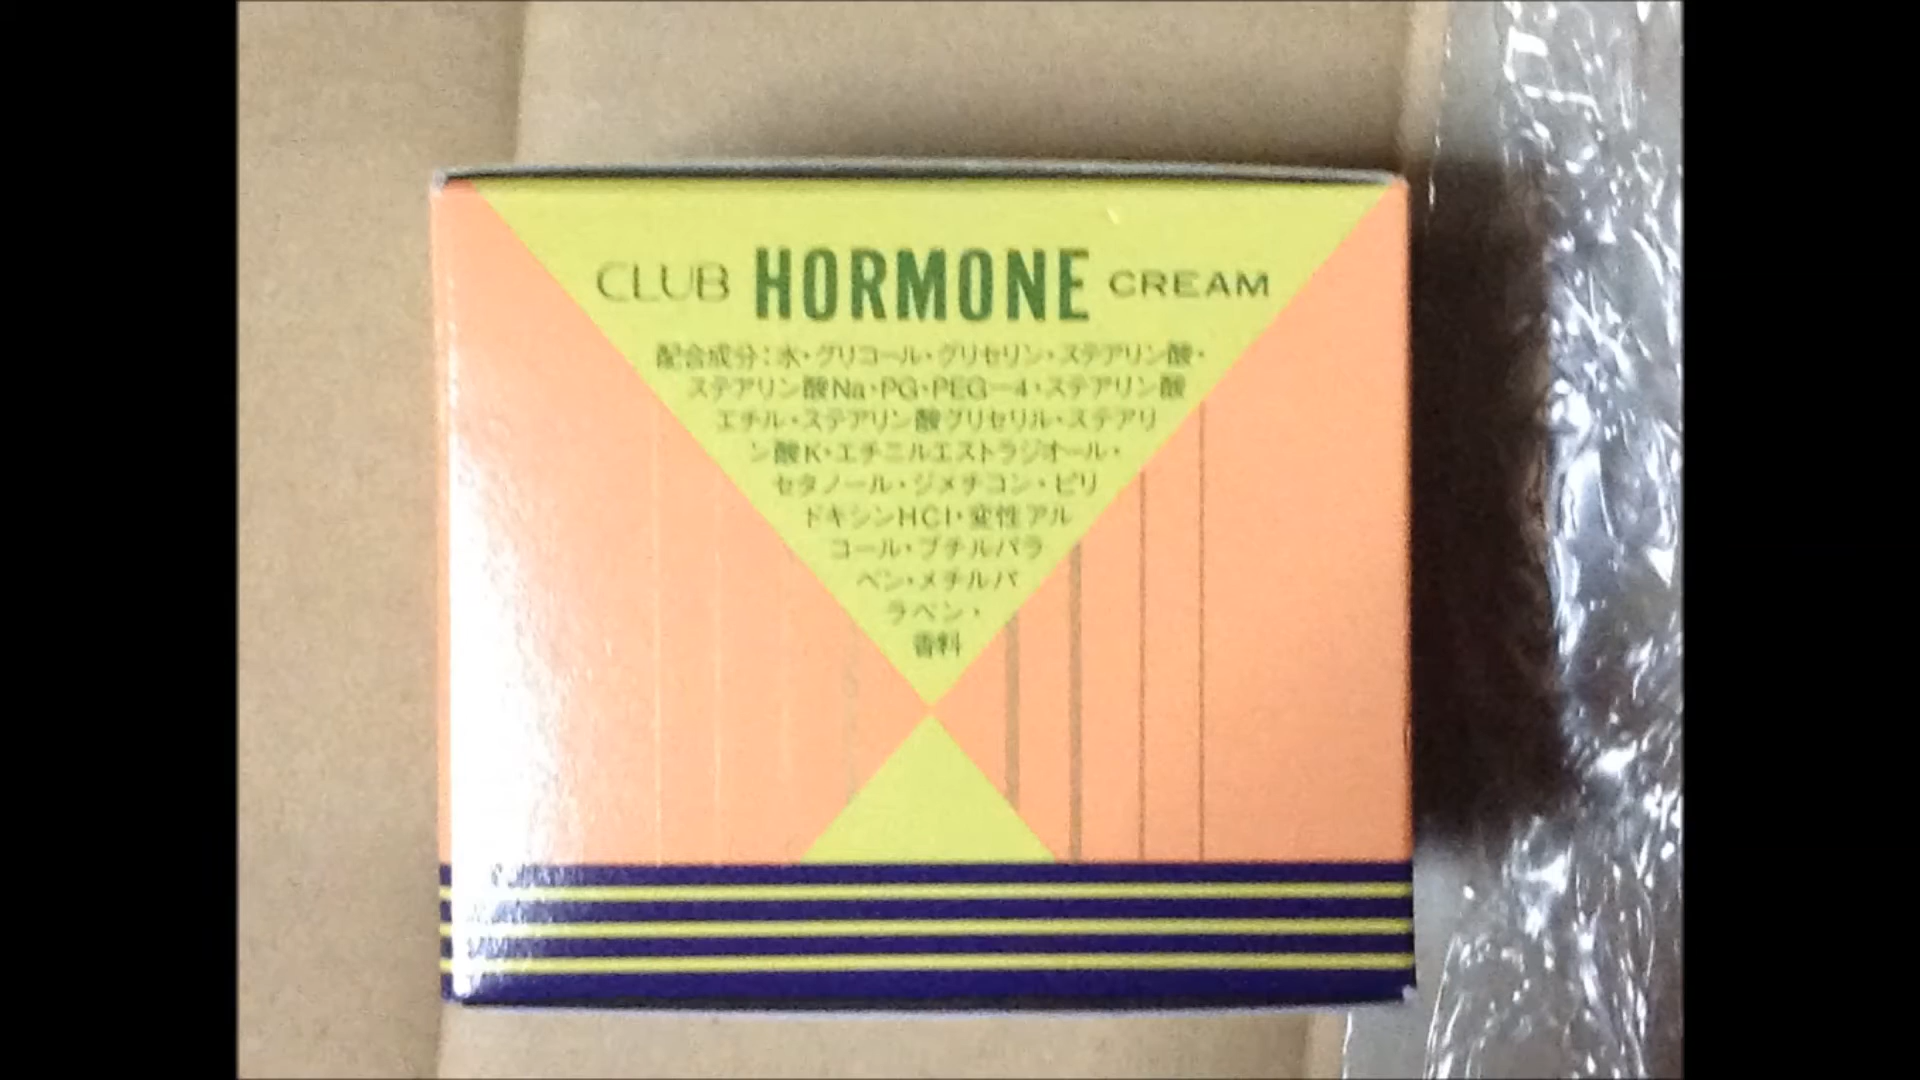 CLUB HORMONE CREAM
配合成分：水・グリコール・グリセリン・ステアリン酸・
ステアリン酸Na・PG・PEG－4・ステアリン酸
エチル・ステアリン酸グリセリル・ステアリ
ン酸K・エチニルエストラジオール・
セタノール・ジメチコン・ピリ
ドキシンHCl・変性アル
コール・ブチルパラ
ベン・メチルパ
ラベン・
香料